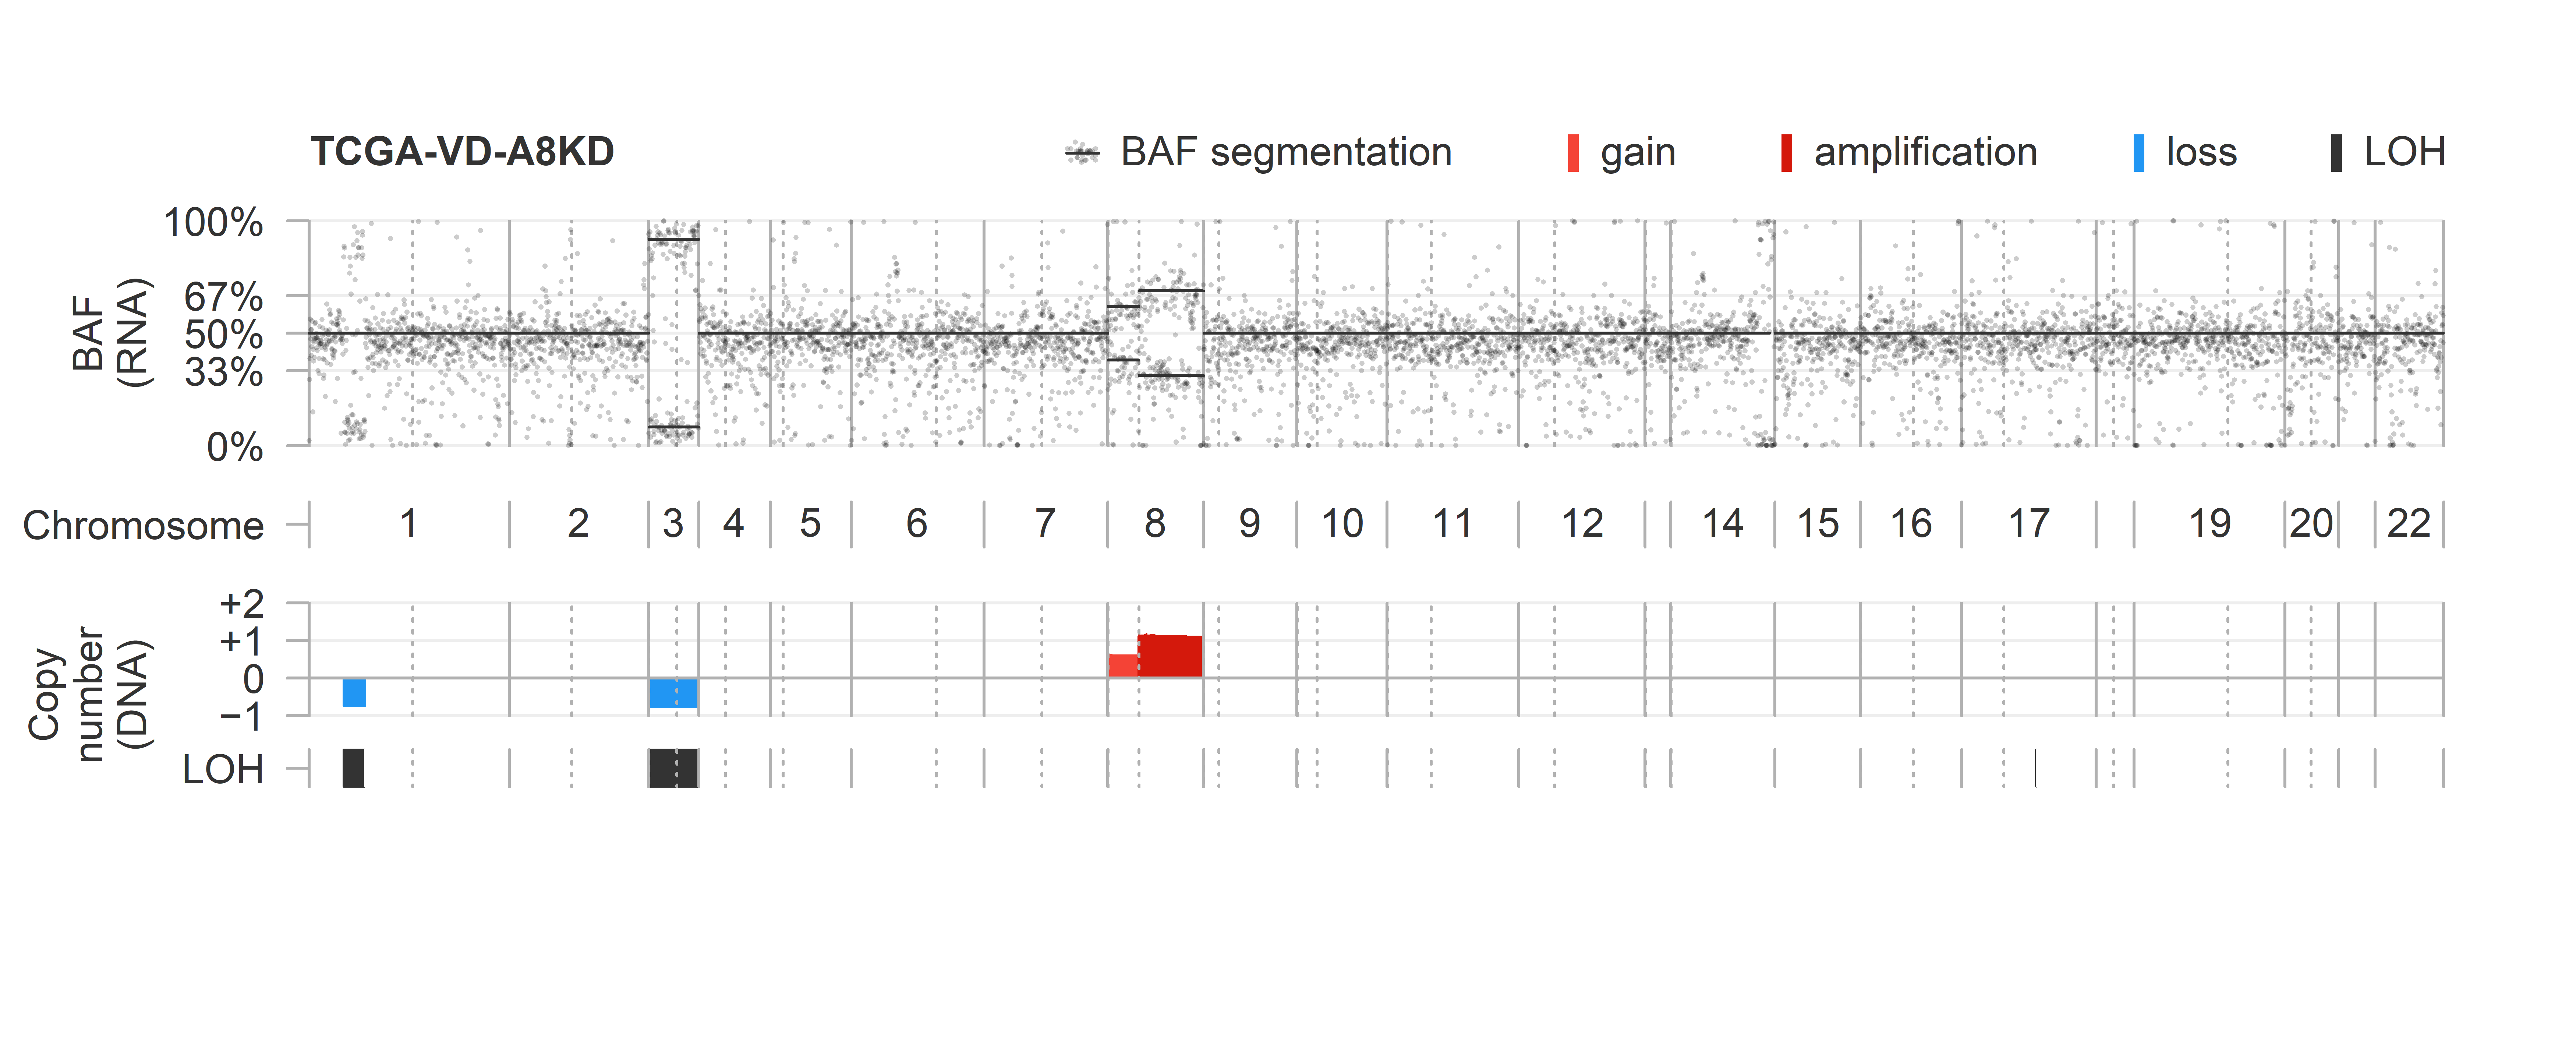 TCGA-VD-A8KD
BAF segmentation
gain
amplification
loss
LOH
BAF
(RNA)
100%
67%
50%
33%
0%
Chromosome
1 2 3 4 5 6 7 8 9 10 11 12 14 15 16 17 19 20 22
Copy
number
(DNA)
+2
+1
0
−1
LOH